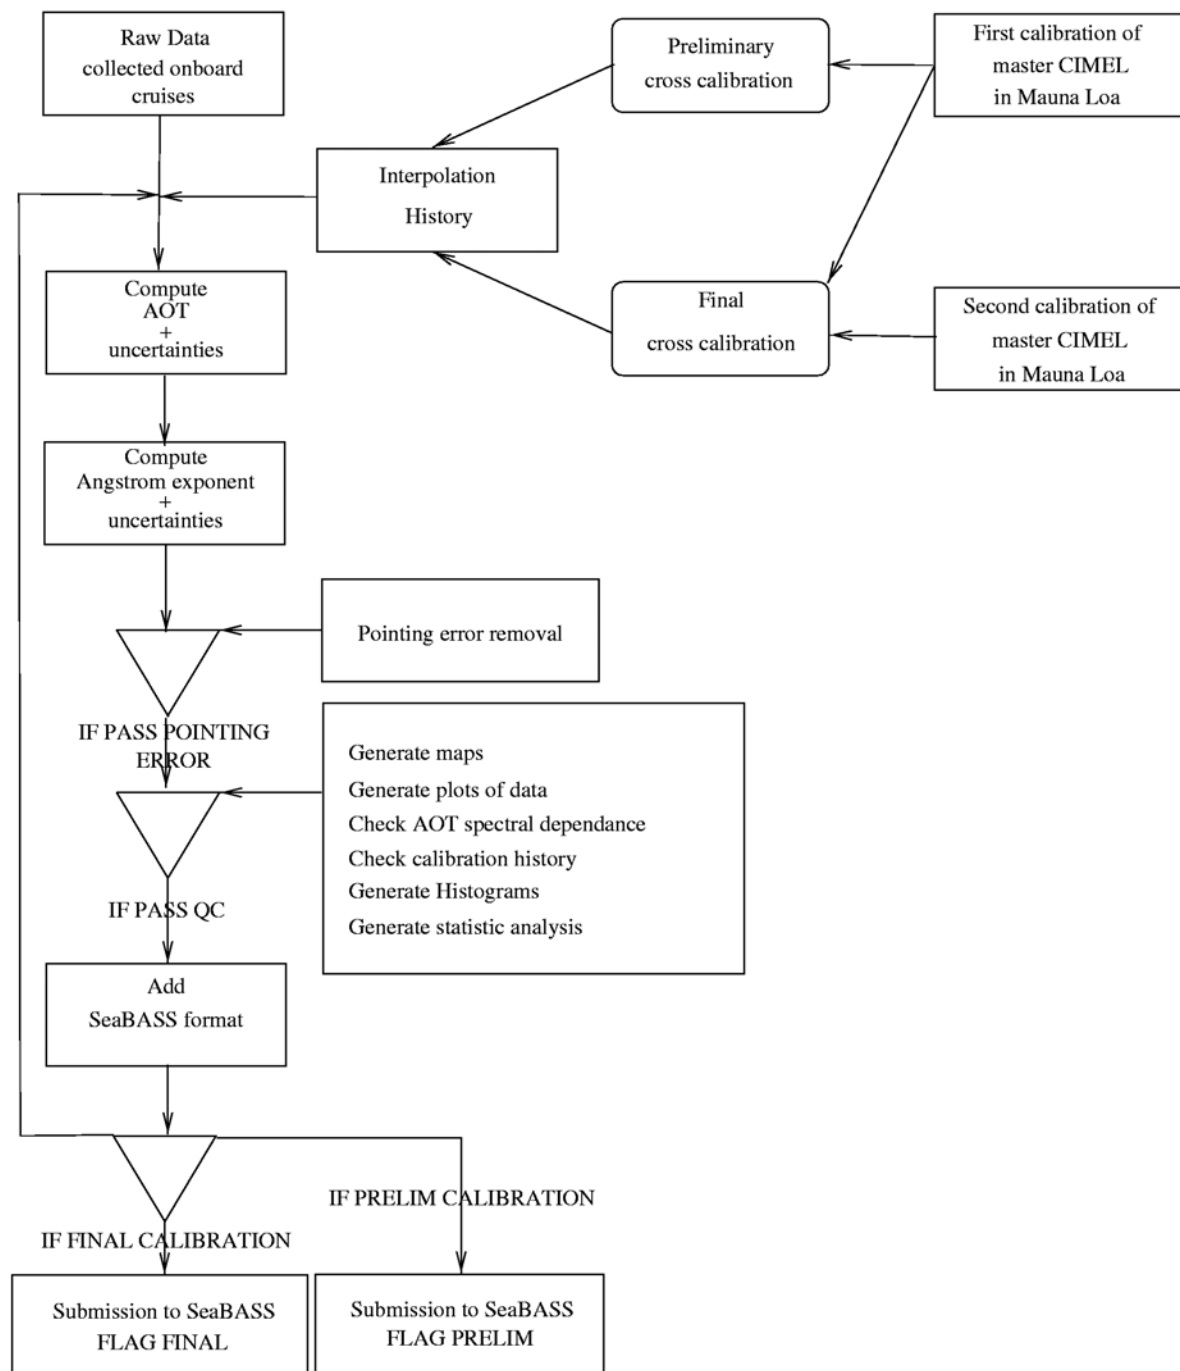 Raw Data
collected onboard
cruises
Preliminary
cross calibration
First calibration of
master CIMEL
in Mauna Loa
Interpolation
History
Compute
AOT
+
uncertainties
Final
cross calibration
Second calibration of
master CIMEL
in Mauna Loa
Compute
Angstrom exponent
+
uncertainties
Pointing error removal
IF PASS POINTING
ERROR
Generate maps
Generate plots of data
Check AOT spectral dependance
Check calibration history
Generate Histograms
Generate statistic analysis
IF PASS QC
Add
SeaBASS format
IF PRELIM CALIBRATION
IF FINAL CALIBRATION
Submission to SeaBASS
FLAG FINAL
Submission to SeaBASS
FLAG PRELIM